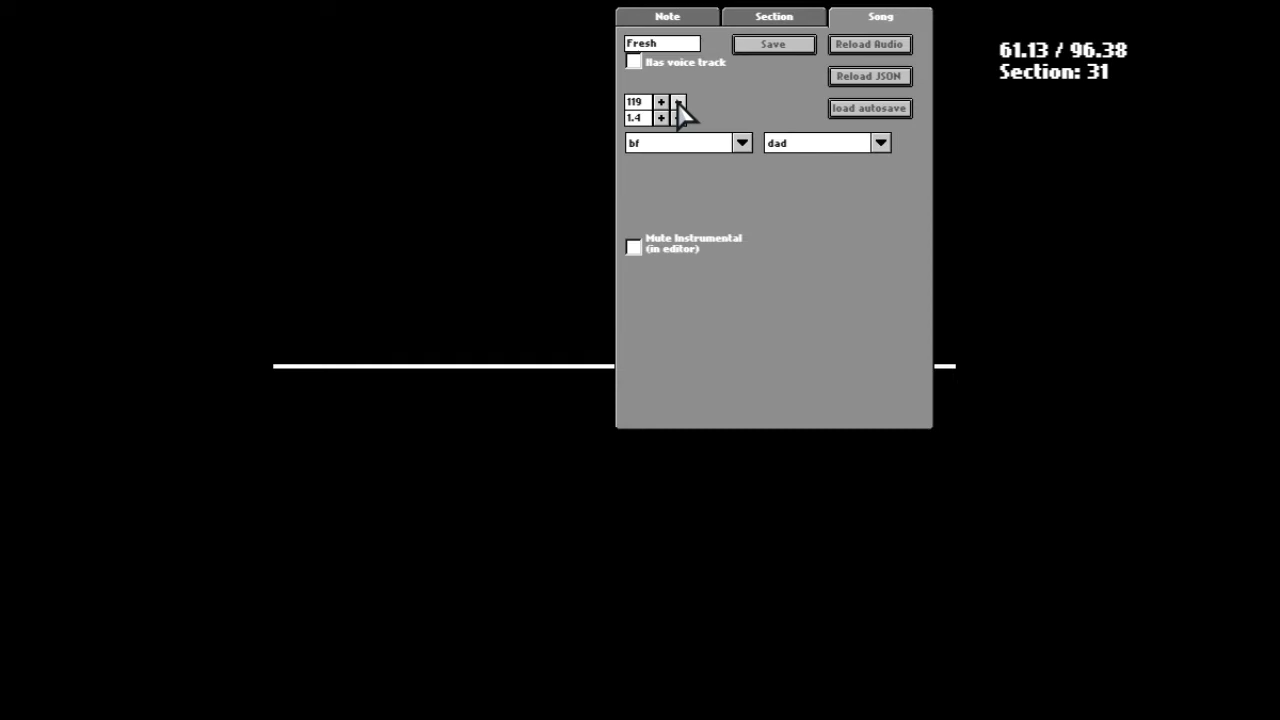 Note Section Song
Fresh Save Reload Audio
Has voice track
Reload JSON
119 +
load autosave
1.4 +
bf dad
Mute Instrumental
(in editor)
61.13 / 96.38
Section: 31